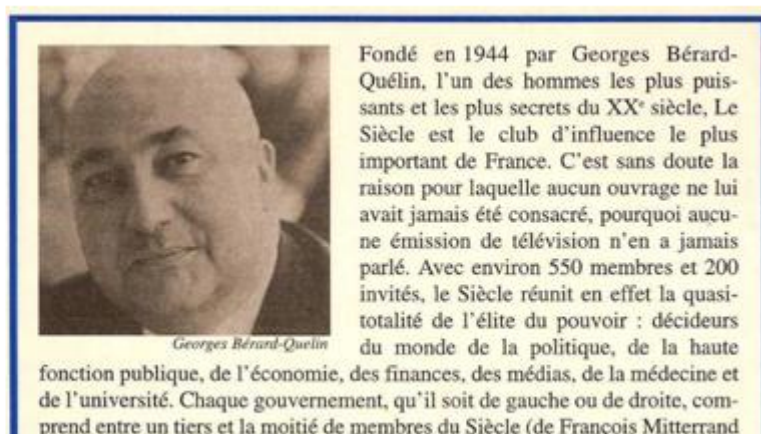 Fondé en 1944 par Georges Bérard-
Quélin, l'un des hommes les plus puis-
sants et les plus secrets du XXe siècle, Le
Siècle est le club d'influence le plus
important de France. C'est sans doute la
raison pour laquelle aucun ouvrage ne lui
avait jamais été consacré, pourquoi aucu-
ne émission de télévision n'en a jamais
parlé. Avec environ 550 membres et 200
invités, le Siècle réunit en effet la quasi-
totalité de l'élite du pouvoir : décideurs
Georges Bérard-Quelin
du monde de la politique, de la haute
fonction publique, de l'économie, des finances, des médias, de la médecine et
de l'université. Chaque gouvernement, qu'il soit de gauche ou de droite, com-
prend entre un tiers et la moitié de membres du Siècle (de François Mitterrand